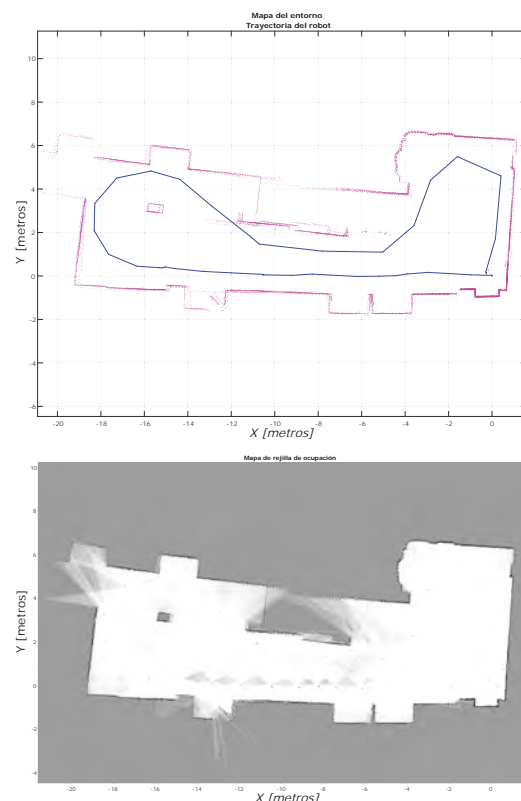 Mapa del entorno
Trayectoria del robot
10
8
6
4
2
0
-2
-4
-6
Y [metros]
-20 -18 -16 -14 -12 -10 -8 -6 -4 -2 0
X [metros]
Mapa de rejilla de ocupación
10
8
6
4
2
0
-2
-4
Y [metros]
-20 -18 -16 -14 -12 -10 -8 -6 -4 -2 0
X [metros]